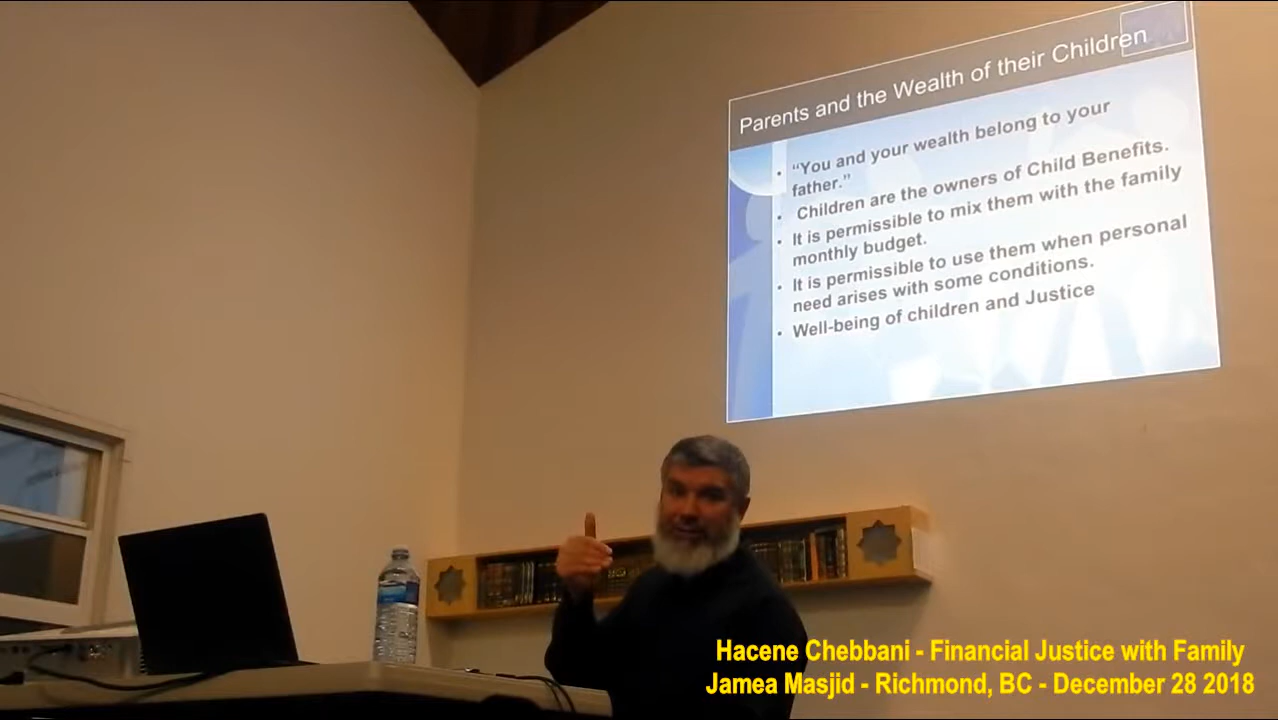 Parents and the Wealth of their Children
• “You and your wealth belong to your
father.”
• Children are the owners of Child Benefits.
• It is permissible to mix them with the family
monthly budget.
• It is permissible to use them when personal
need arises with some conditions.
• Well-being of children and Justice
Hacene Chebbani - Financial Justice with Family
Jamea Masjid - Richmond, BC - December 28 2018